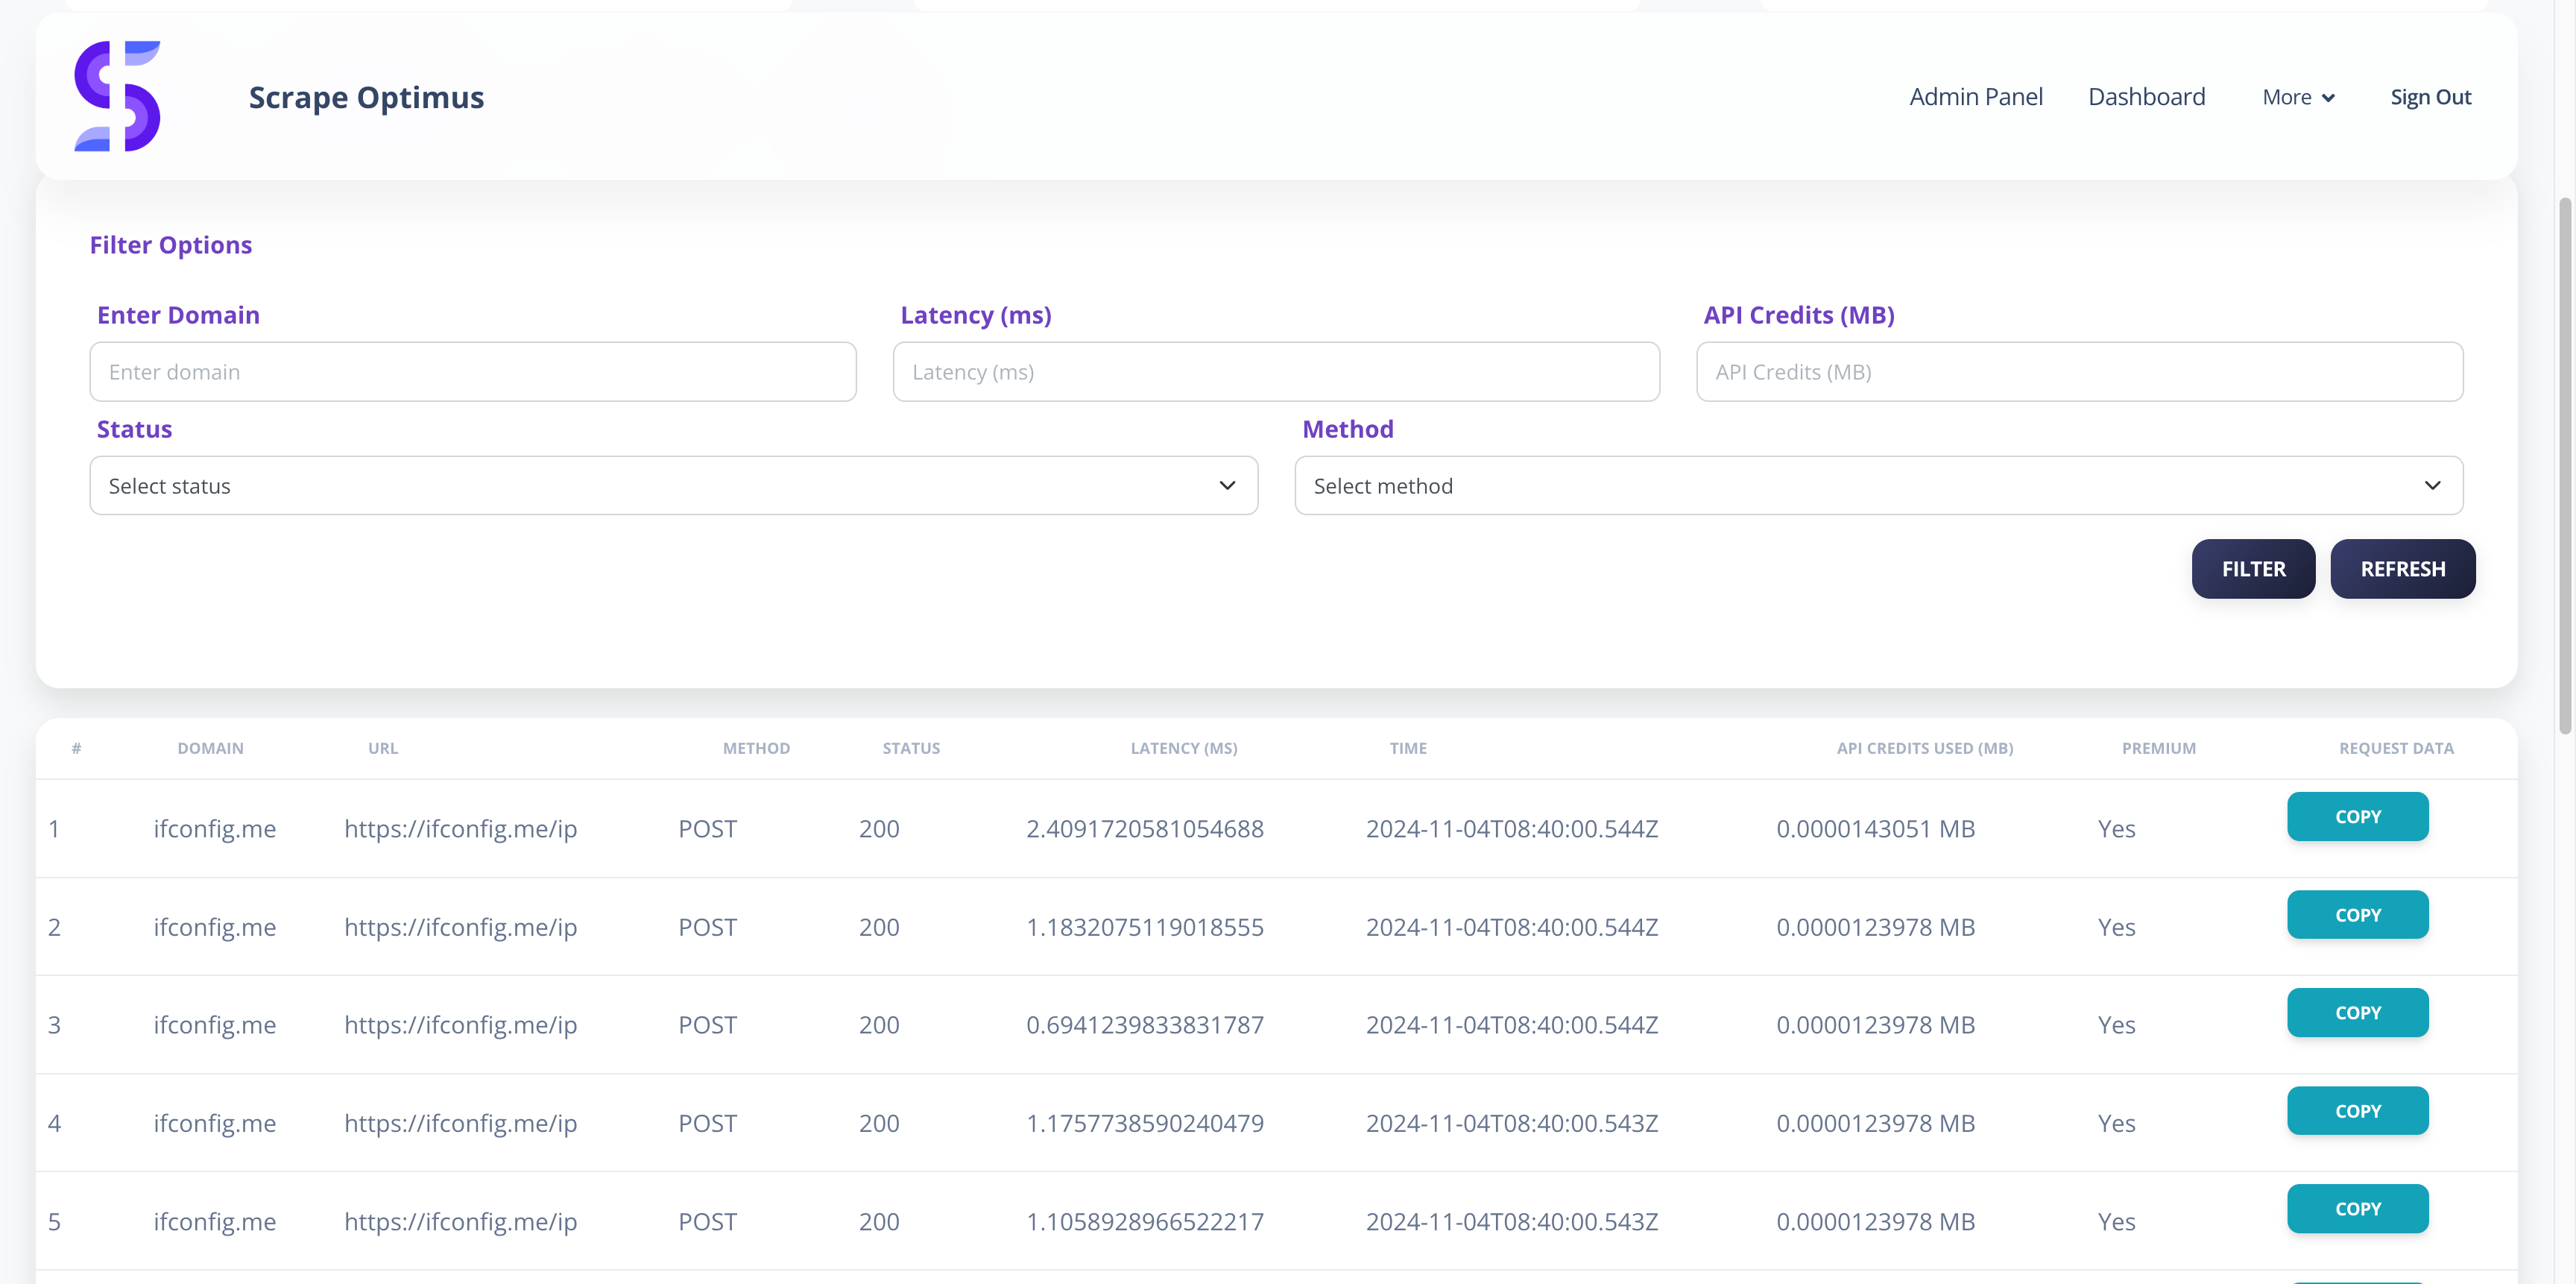 Scrape Optimus
Admin Panel Dashboard More Sign Out
Filter Options
Enter Domain Latency (ms) API Credits (MB)
Enter domain Latency (ms) API Credits (MB)
Status Method
Select status Select method
FILTER REFRESH
# DOMAIN URL METHOD STATUS LATENCY (MS) TIME API CREDITS USED (MB) PREMIUM REQUEST DATA
1 ifconfig.me https://ifconfig.me/ip POST 200 2.4091720581054688 2024-11-04T08:40:00.544Z 0.0000143051 MB Yes COPY
2 ifconfig.me https://ifconfig.me/ip POST 200 1.1832075119018555 2024-11-04T08:40:00.544Z 0.0000123978 MB Yes COPY
3 ifconfig.me https://ifconfig.me/ip POST 200 0.6941239833831787 2024-11-04T08:40:00.544Z 0.0000123978 MB Yes COPY
4 ifconfig.me https://ifconfig.me/ip POST 200 1.1757738590240479 2024-11-04T08:40:00.543Z 0.0000123978 MB Yes COPY
5 ifconfig.me https://ifconfig.me/ip POST 200 1.1058928966522217 2024-11-04T08:40:00.543Z 0.0000123978 MB Yes COPY